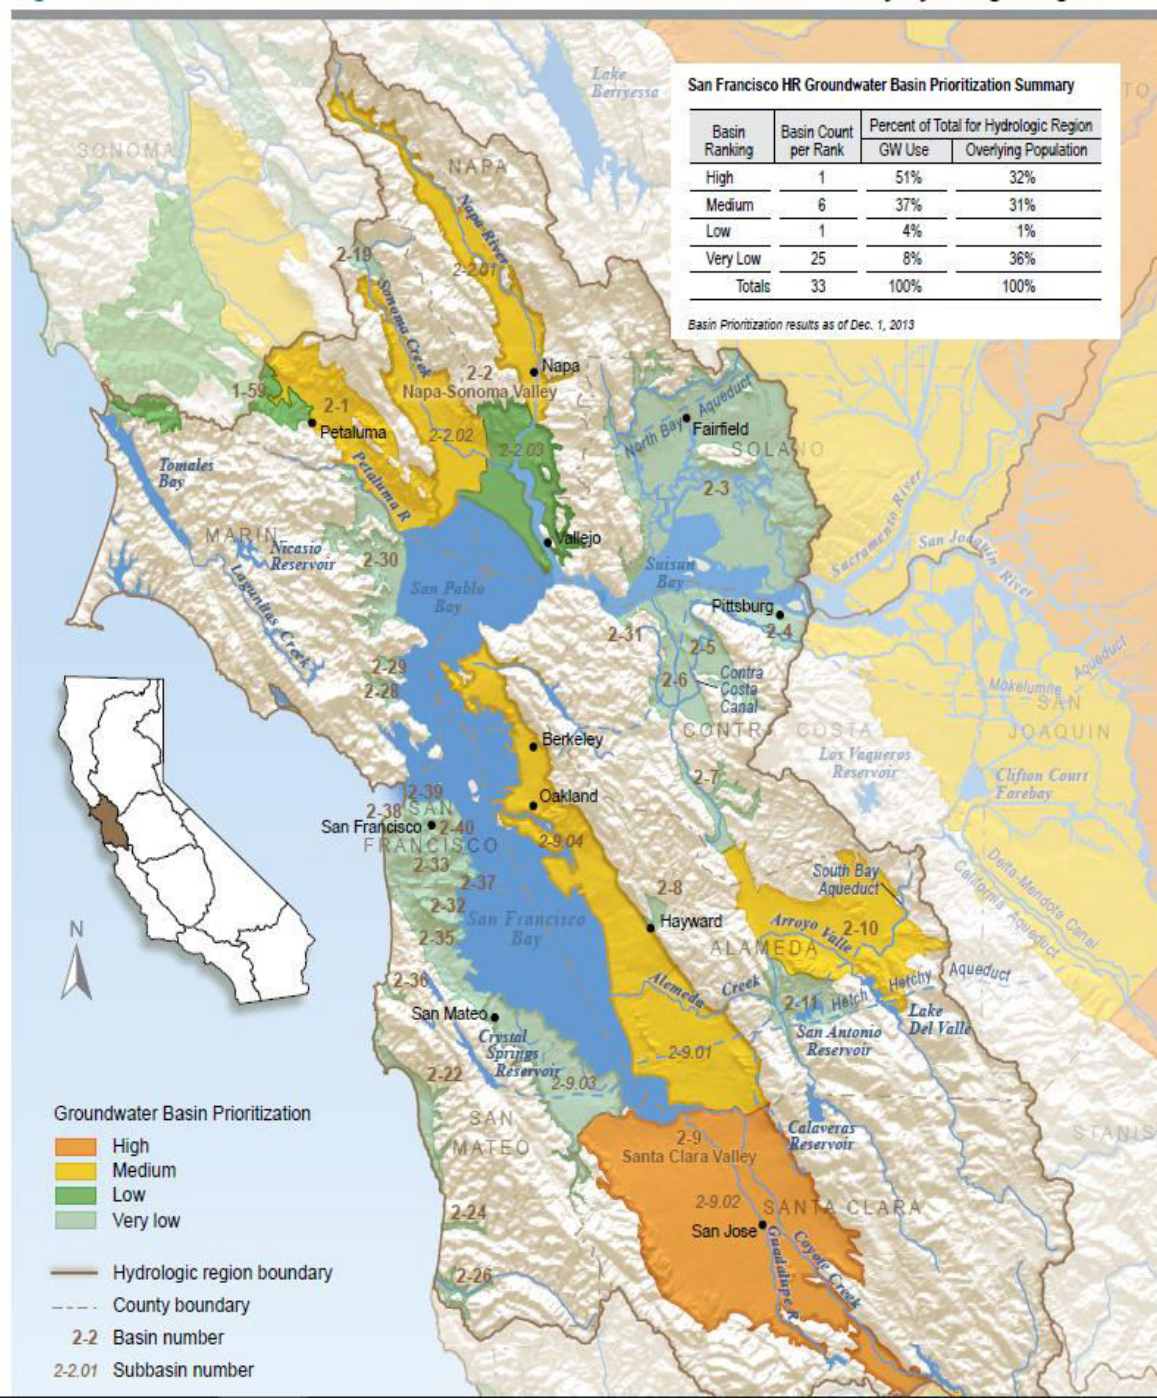 San Francisco HR Groundwater Basin Prioritization Summary
Basin Ranking
Basin Count per Rank
Percent of Total for Hydrologic Region
GW Use
Overlying Population
High 1 51% 32%
Medium 6 37% 31%
Low 1 4% 1%
Very Low 25 8% 36%
Totals 33 100% 100%
Basin Prioritization results as of Dec. 1, 2013
Lake
Berryessa
SONOMA
NAPA
Napa River
2-19
2-2.01
Sonoma Creek
Napa
2-2
Napa-Sonoma Valley
1-59
2-1
Petaluma
2-2.02
2-2.03
Petaluma R
North Bay Aqueduct
Fairfield
SOLANO
2-3
Tomales
Bay
MARIN
Nicasio
Reservoir
Lagunitas Creek
2-30
San Pablo
Bay
Vallejo
Suisun
Bay
Sacramento River
San Joaquin River
Pittsburg
2-4
2-31
2-5
2-6
Contra
Costa
Canal
2-29
2-28
CONTRA COSTA
Mokelumne Aqueduct
SAN
JOAQUIN
Los Vaqueros
Reservoir
Clifton Court
Forebay
Berkeley
2-7
Oakland
2-39
2-38
SAN
San Francisco
2-40
FRANCISCO
2-33
2-9.04
2-37
2-32
San Francisco
Bay
2-35
2-8
Hayward
South Bay
Aqueduct
Delta-Mendota Canal
California Aqueduct
Arroyo Valle
2-10
ALAMEDA
2-36
Alameda Creek
2-11
Hetch Hetchy Aqueduct
Lake
Del Valle
San Mateo
San Antonio
Reservoir
Crystal
Springs
Reservoir
2-9.01
2-22
2-9.03
SAN
MATEO
Calaveras
Reservoir
TANIS
2-9
Santa Clara Valley
2-9.02
SANTA CLARA
San Jose
Guadalupe R
Coyote Creek
2-24
2-26
N
Groundwater Basin Prioritization
High
Medium
Low
Very low
Hydrologic region boundary
County boundary
2-2 Basin number
2-2.01 Subbasin number